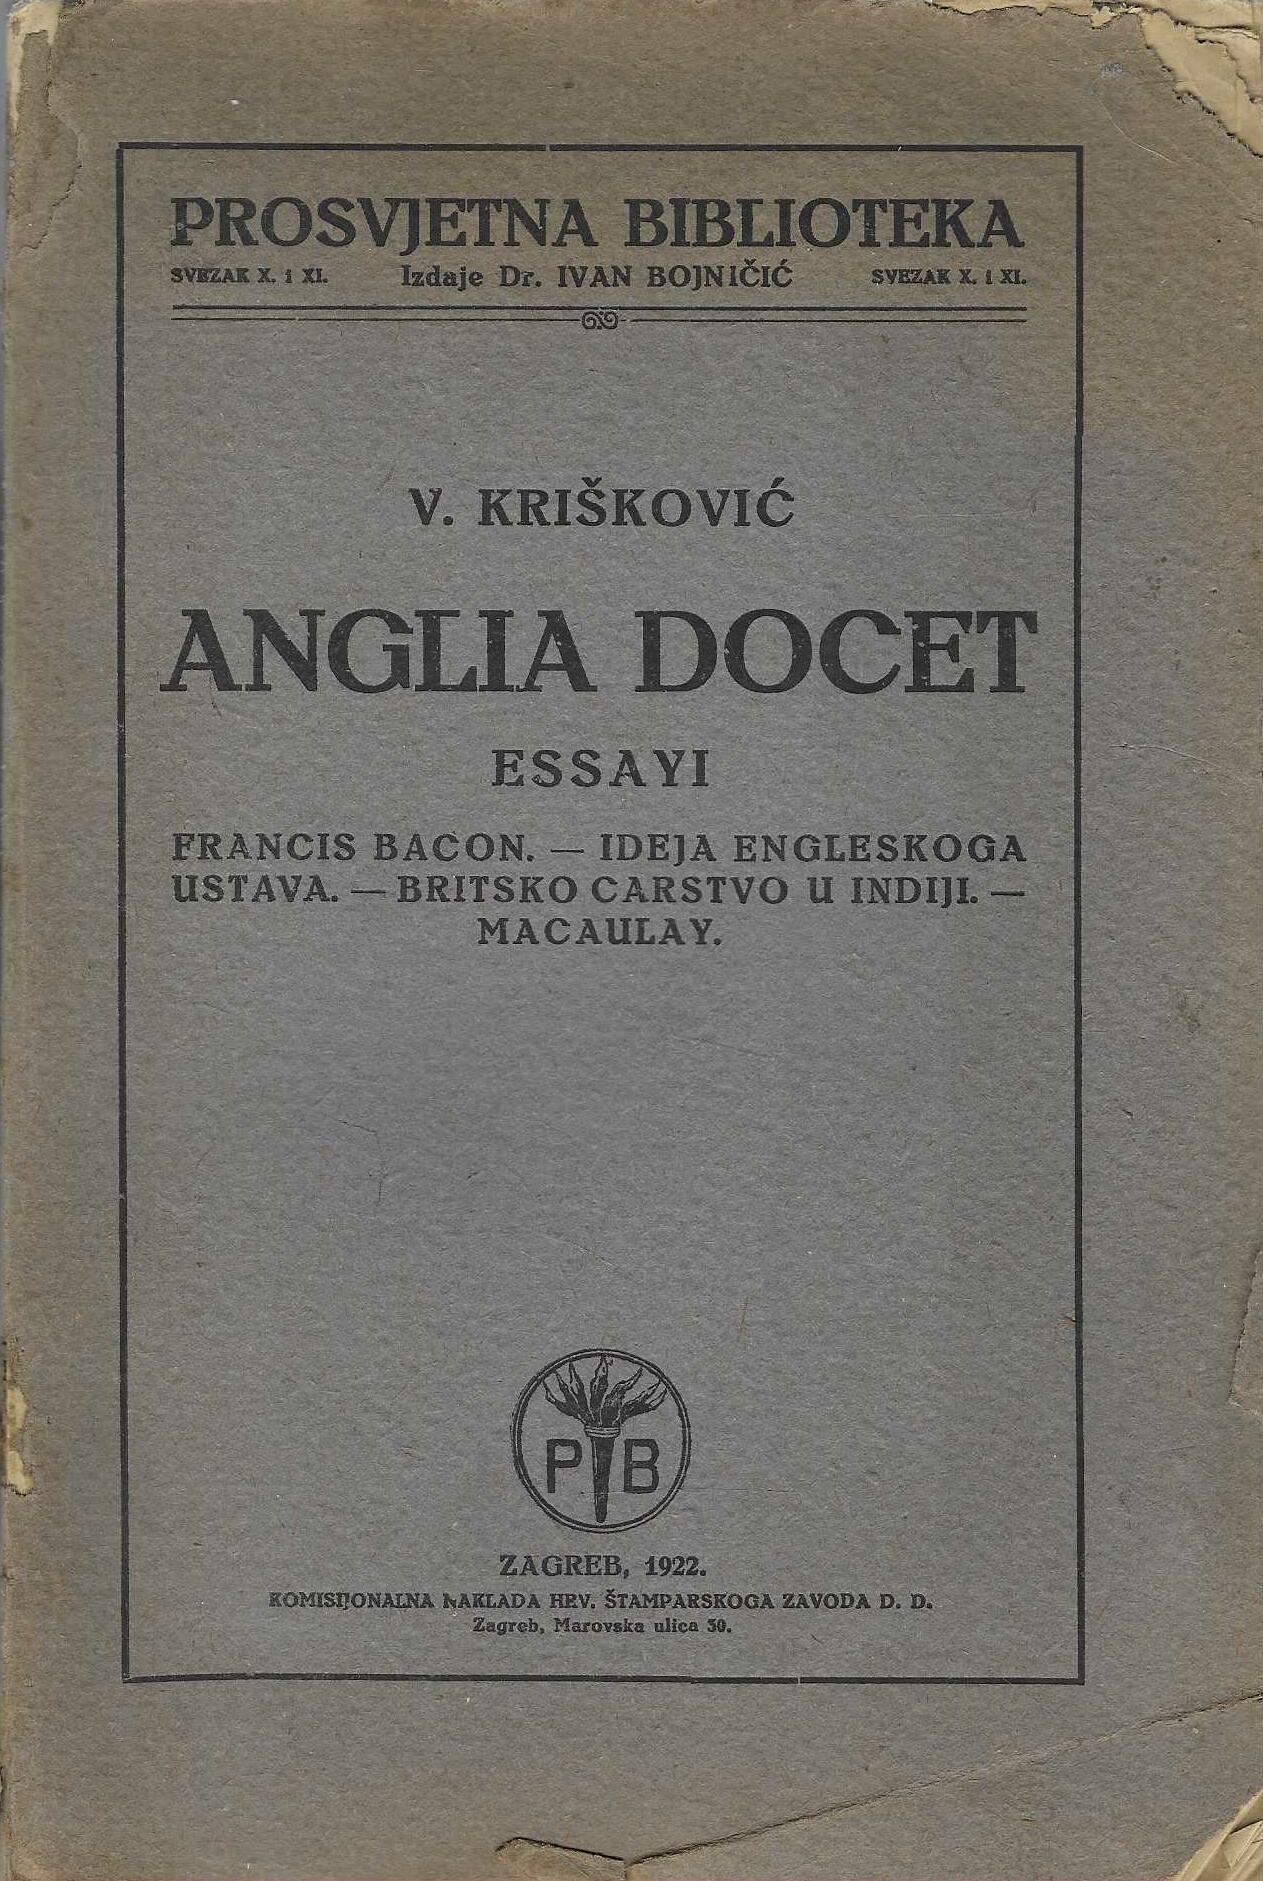 PROSVJETNA BIBLIOTEKA
SVEZAK X. i XI. Izdaje Dr. IVAN BOJNIČIĆ SVEZAK X. i XI.
V. KRIŠKOVIĆ
ANGLIA DOCET
ESSAYI
FRANCIS BACON. — IDEJA ENGLESKOGA
USTAVA. — BRITSKO CARSTVO U INDIJI. —
MACAULAY.
P B
ZAGREB, 1922.
KOMISIJONALNA NAKLADA HRV. ŠTAMPARSKOGA ZAVODA D. D.
Zagreb, Marovska ulica 30.